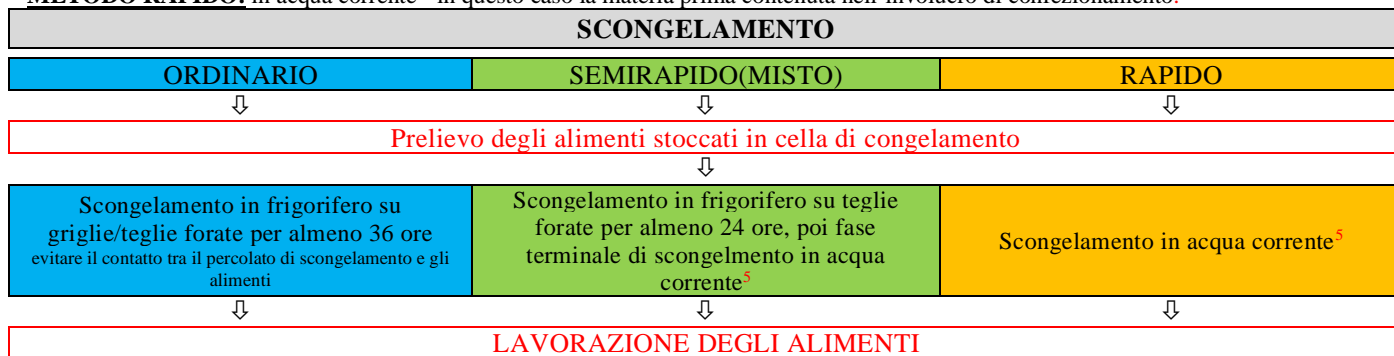 METODO RAPIDO: in acqua corrente in questo caso la materia prima contenuta nell'involucro di confezionamento.
SCONGELAMENTO
ORDINARIO SEMIRAPIDO(MISTO) RAPIDO
⇩ ⇩ ⇩
Prelievo degli alimenti stoccati in cella di congelamento
⇩
Scongelamento in frigorifero su
griglie/teglie forate per almeno 36 ore
evitare il contatto tra il percolato di scongelamento e gli
alimenti
Scongelamento in frigorifero su teglie
forate per almeno 24 ore, poi fase
terminale di scongelmento in acqua
corrente5
Scongelamento in acqua corrente5
⇩ ⇩ ⇩
LAVORAZIONE DEGLI ALIMENTI